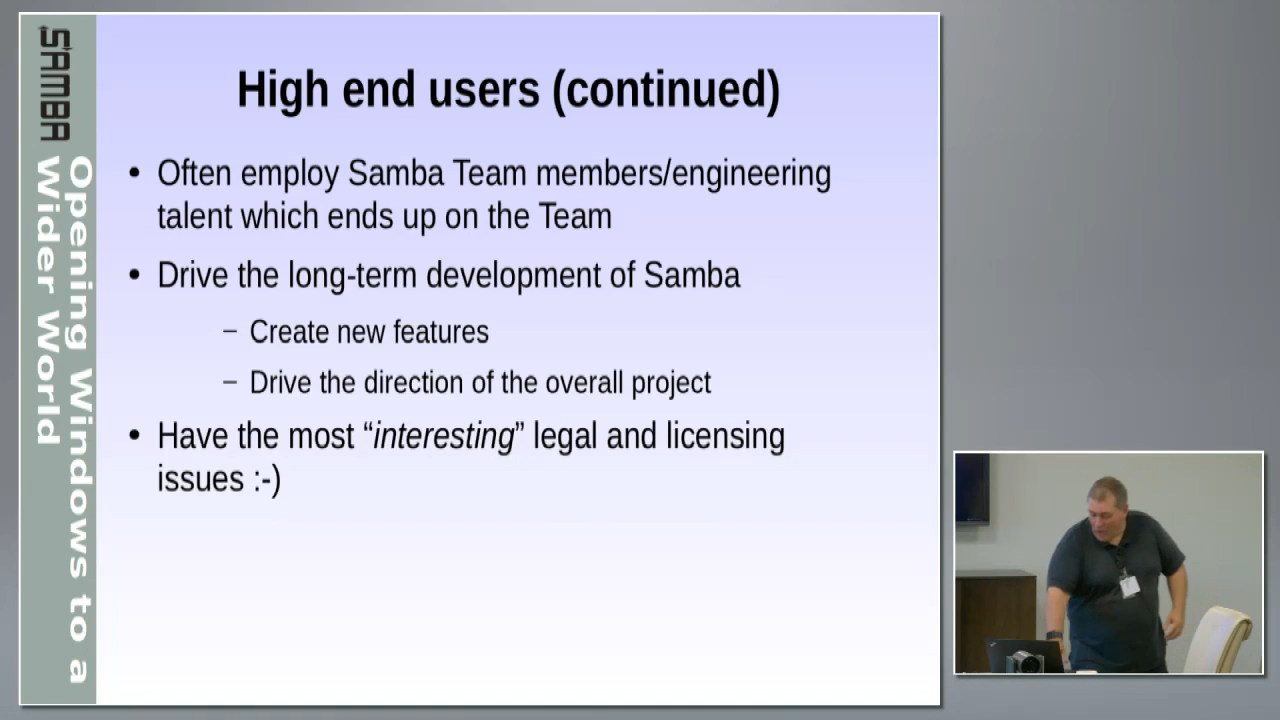 SAMBA
Opening Windows to a
Wider World
High end users (continued)
• Often employ Samba Team members/engineering
talent which ends up on the Team
• Drive the long-term development of Samba
– Create new features
– Drive the direction of the overall project
• Have the most “interesting” legal and licensing
issues :-)